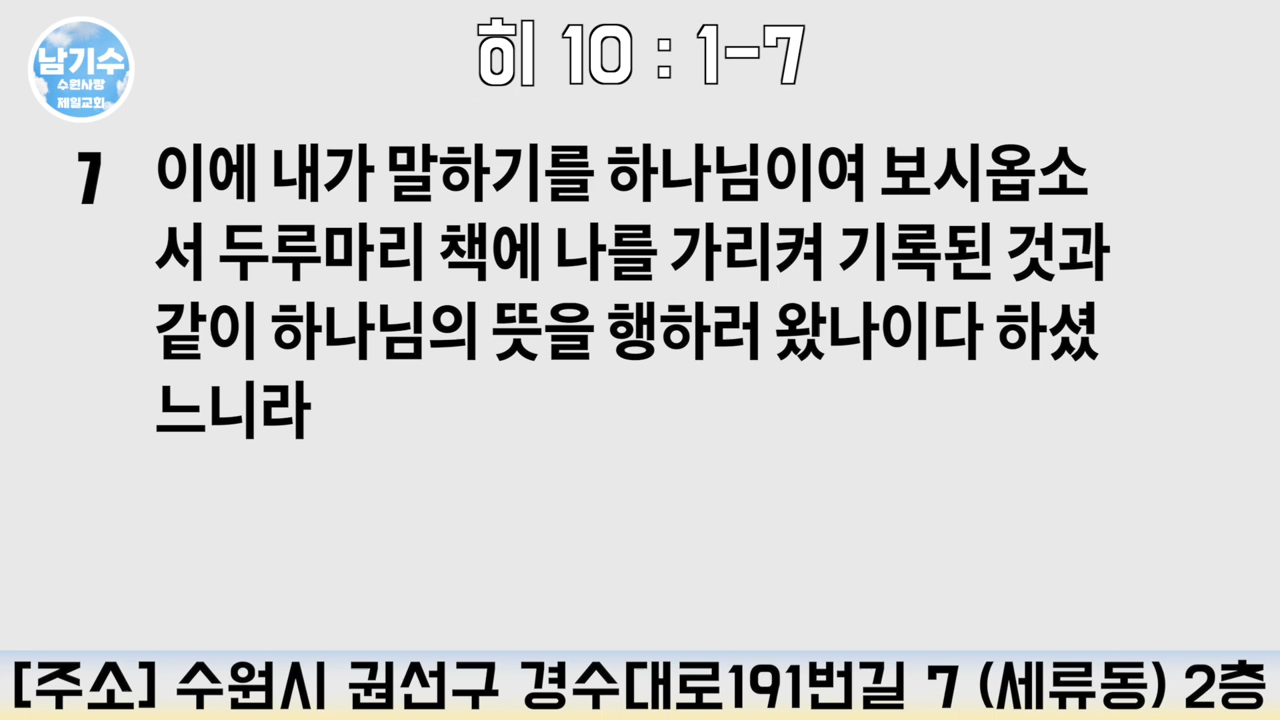 남기수
수원사랑
제일교회
히 10 : 1-7
7 이에 내가 말하기를 하나님이여 보시옵소
서 두루마리 책에 나를 가리켜 기록된 것과
같이 하나님의 뜻을 행하러 왔나이다 하셨
느니라
[주소] 수원시 권선구 경수대로191번길 7 (세류동) 2층